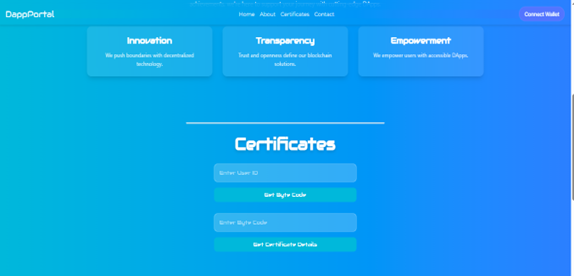 DappPortal
Home About Certificates Contact
Connect Wallet
Innovation
We push boundaries with decentralized
technology.
Transparency
Trust and openness define our blockchain
solutions.
Empowerment
We empower users with accessible DApps.
Certificates
Enter User ID
Get Byte Code
Enter Byte Code
Get Certificate Details